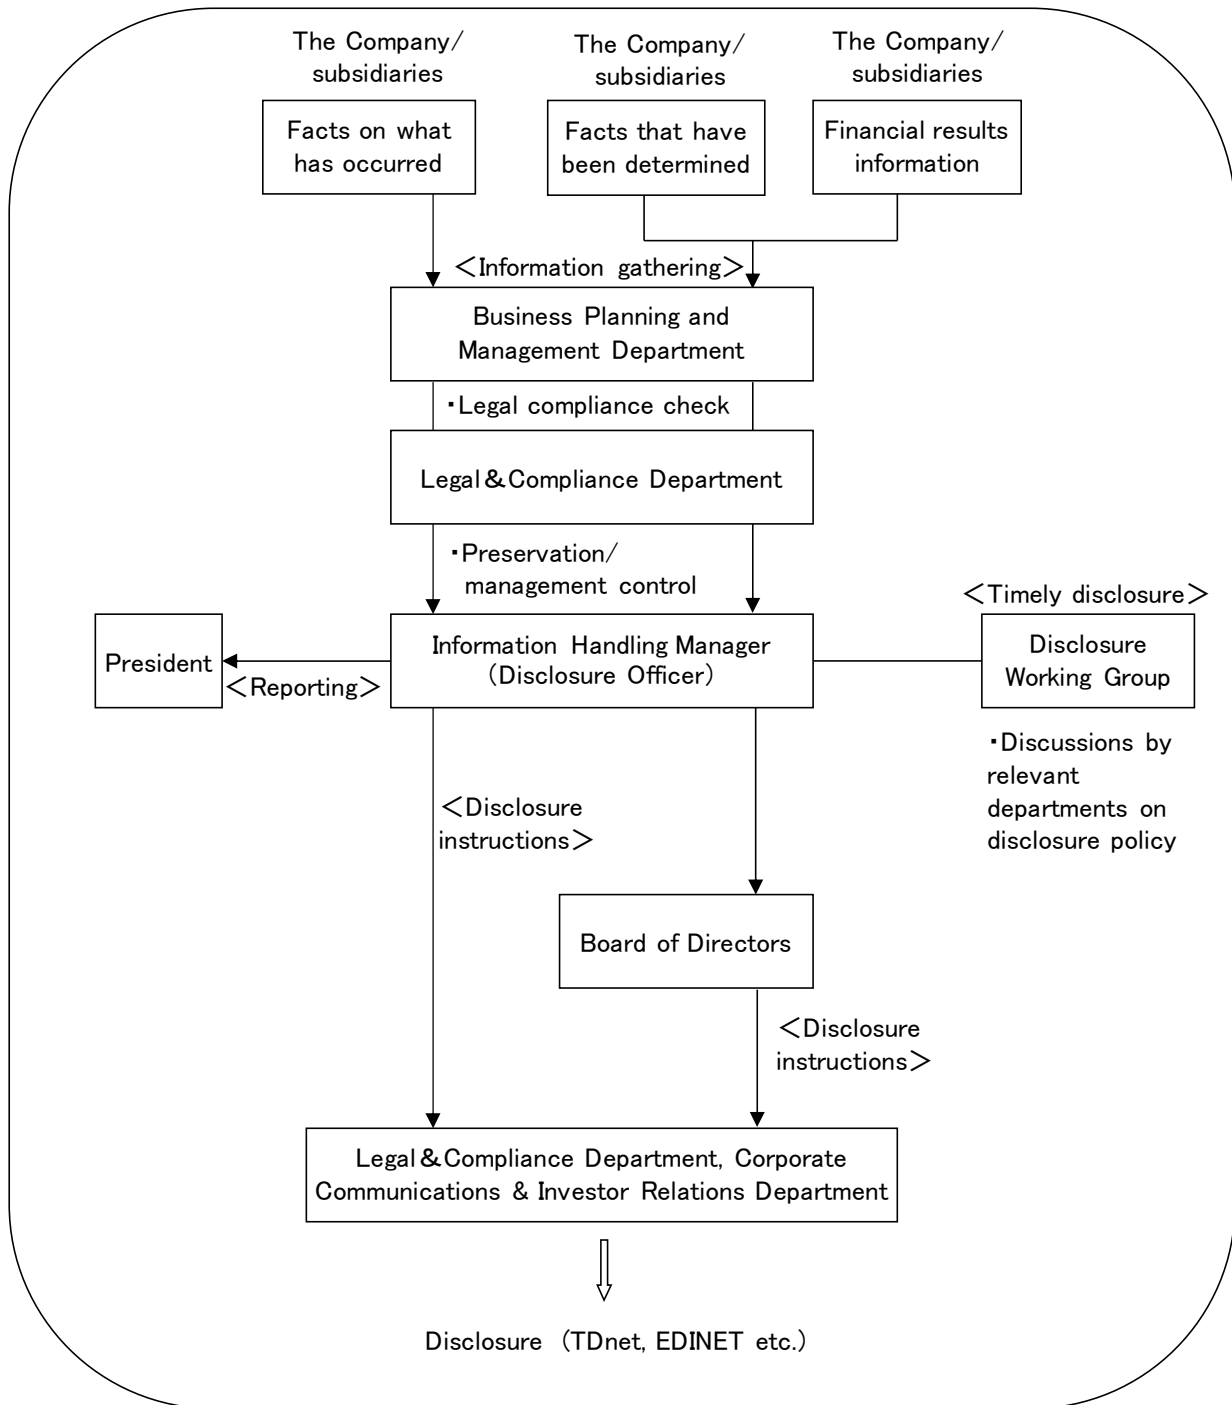 The Company/
subsidiaries
The Company/
subsidiaries
The Company/
subsidiaries
Facts on what
has occurred
Facts that have
been determined
Financial results
information
＜Information gathering＞
Business Planning and
Management Department
・Legal compliance check
Legal＆Compliance Department
・Preservation/
management control
＜Timely disclosure＞
President
Information Handling Manager
（Disclosure Officer）
Disclosure
Working Group
＜Reporting＞
・Discussions by
relevant
departments on
disclosure policy
＜Disclosure
instructions＞
Board of Directors
＜Disclosure
instructions＞
Legal＆Compliance Department, Corporate
Communications & Investor Relations Department
Disclosure （TDnet, EDINET etc.）